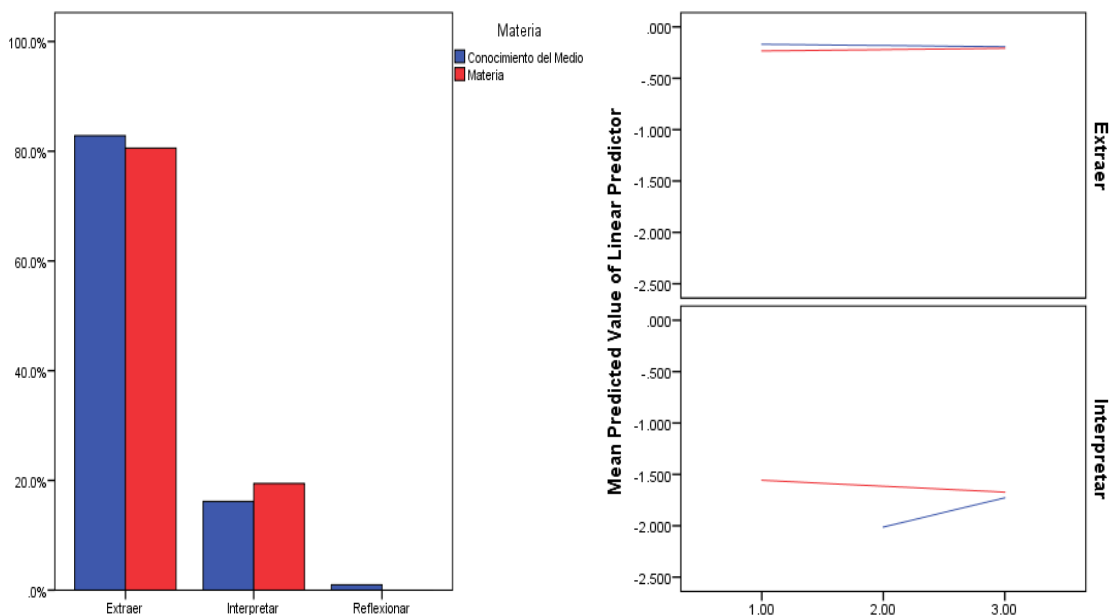 Materia
Conocimiento del Medio
Materia
100.0%
80.0%
60.0%
40.0%
20.0%
.0%
Extraer Interpretar Reflexionar
Mean Predicted Value of Linear Predictor
.000
-.500
-1.000
-1.500
-2.000
-2.500
Extraer
.000
-.500
-1.000
-1.500
-2.000
-2.500
Interpretar
1.00 2.00 3.00